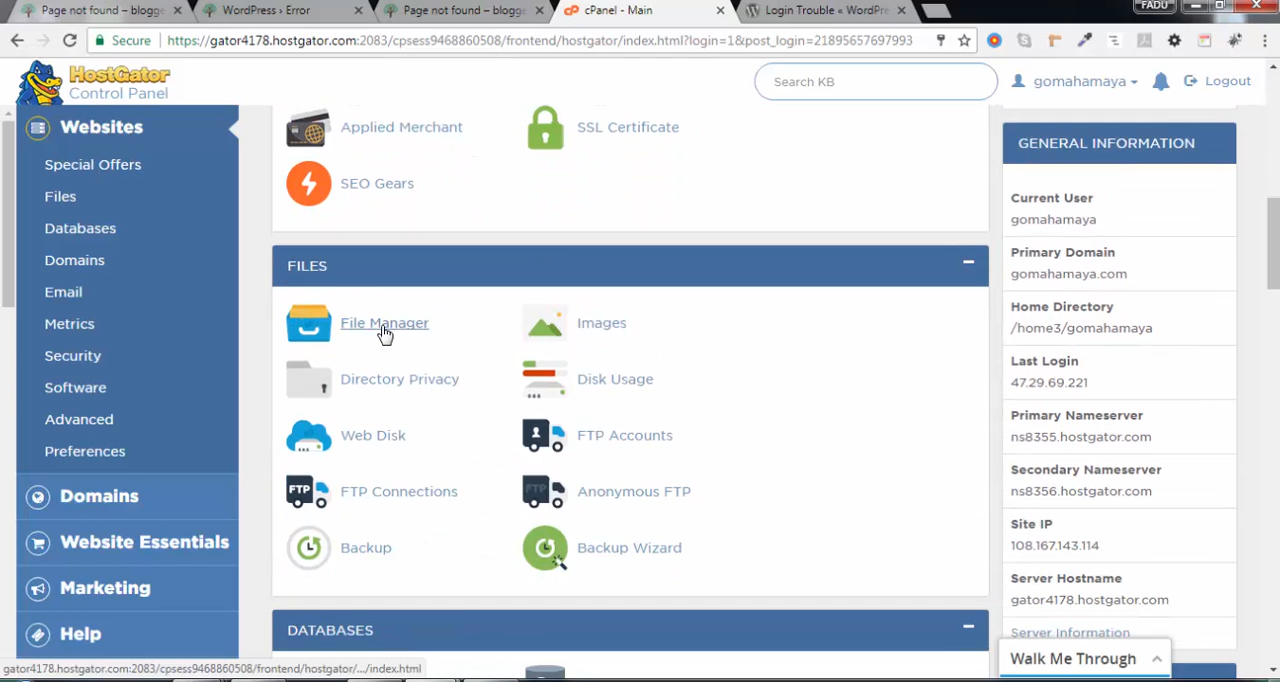 Page not found – blogge
WordPress › Error
Page not found – blogge
cPanel - Main
Login Trouble « WordPre
FADU
Secure
https://gator4178.hostgator.com:2083/cpsess9468860508/frontend/hostgator/index.html?login=1&post_login=21895657697993
HostGator
Control Panel
Search KB
gomahamaya
Logout
Websites
Special Offers
Files
Databases
Domains
Email
Metrics
Security
Software
Advanced
Preferences
Domains
Website Essentials
Marketing
Help
Applied Merchant
SSL Certificate
SEO Gears
FILES
File Manager
Images
Directory Privacy
Disk Usage
Web Disk
FTP Accounts
FTP
FTP Connections
FTP
Anonymous FTP
Backup
Backup Wizard
DATABASES
GENERAL INFORMATION
Current User
gomahamaya
Primary Domain
gomahamaya.com
Home Directory
/home3/gomahamaya
Last Login
47.29.69.221
Primary Nameserver
ns8355.hostgator.com
Secondary Nameserver
ns8356.hostgator.com
Site IP
108.167.143.114
Server Hostname
gator4178.hostgator.com
Server Information
Walk Me Through
gator4178.hostgator.com:2083/cpsess9468860508/frontend/hostgator/.../index.html